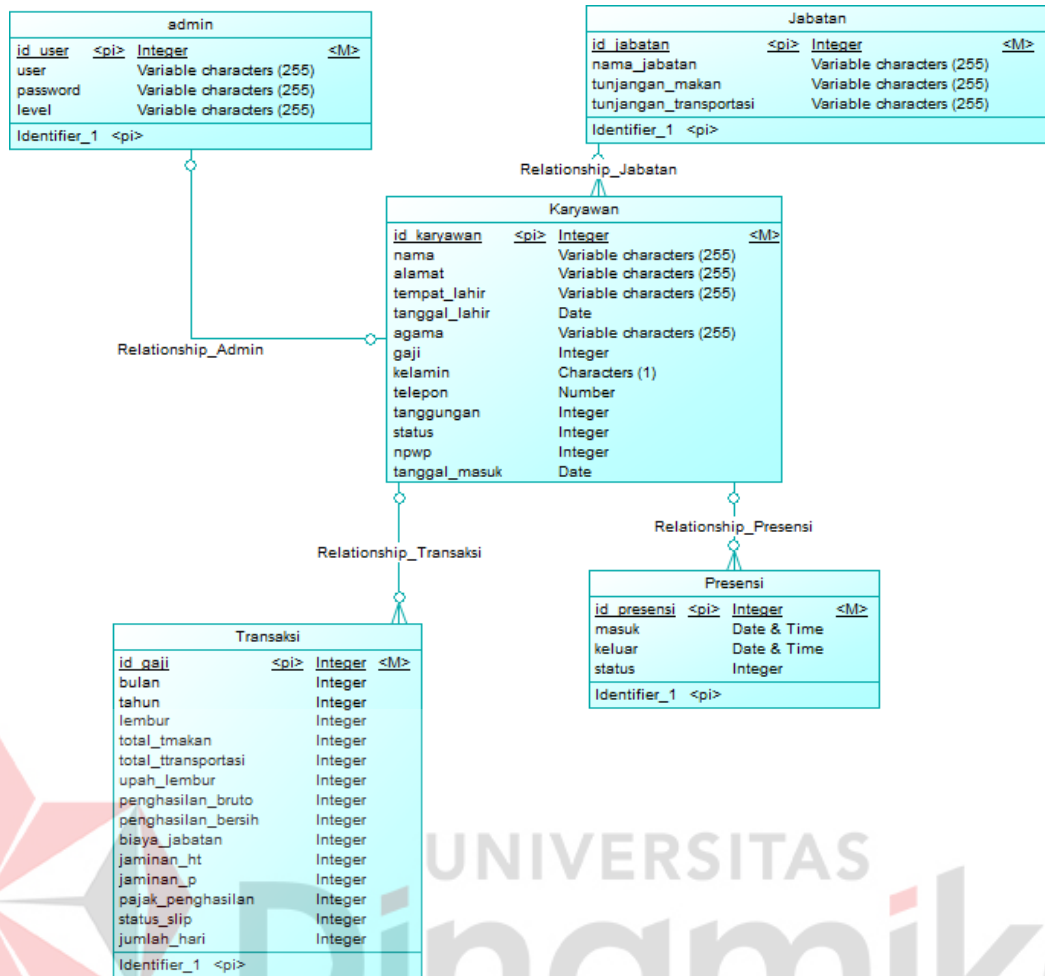 admin
id_user <pi> Integer <M>
user Variable characters (255)
password Variable characters (255)
level Variable characters (255)
Identifier_1 <pi>
Jabatan
id_jabatan <pi> Integer <M>
nama_jabatan Variable characters (255)
tunjangan_makan Variable characters (255)
tunjangan_transportasi Variable characters (255)
Identifier_1 <pi>
Relationship_Jabatan
Karyawan
id_karyawan <pi> Integer <M>
nama Variable characters (255)
alamat Variable characters (255)
tempat_lahir Variable characters (255)
tanggal_lahir Date
agama Variable characters (255)
gaji Integer
kelamin Characters (1)
telepon Number
tanggungan Integer
status Integer
npwp Integer
tanggal_masuk Date
Relationship_Admin
Relationship_Transaksi
Relationship_Presensi
Presensi
id_presensi <pi> Integer <M>
masuk Date & Time
keluar Date & Time
status Integer
Identifier_1 <pi>
Transaksi
id_gaji <pi> Integer <M>
bulan Integer
tahun Integer
lembur Integer
total_tmakan Integer
total_ttransportasi Integer
upah_lembur Integer
penghasilan_bruto Integer
penghasilan_bersih Integer
biaya_jabatan Integer
jaminan_ht Integer
jaminan_p Integer
pajak_penghasilan Integer
status_slip Integer
jumlah_hari Integer
Identifier_1 <pi>
UNIVERSITAS
Dinamik